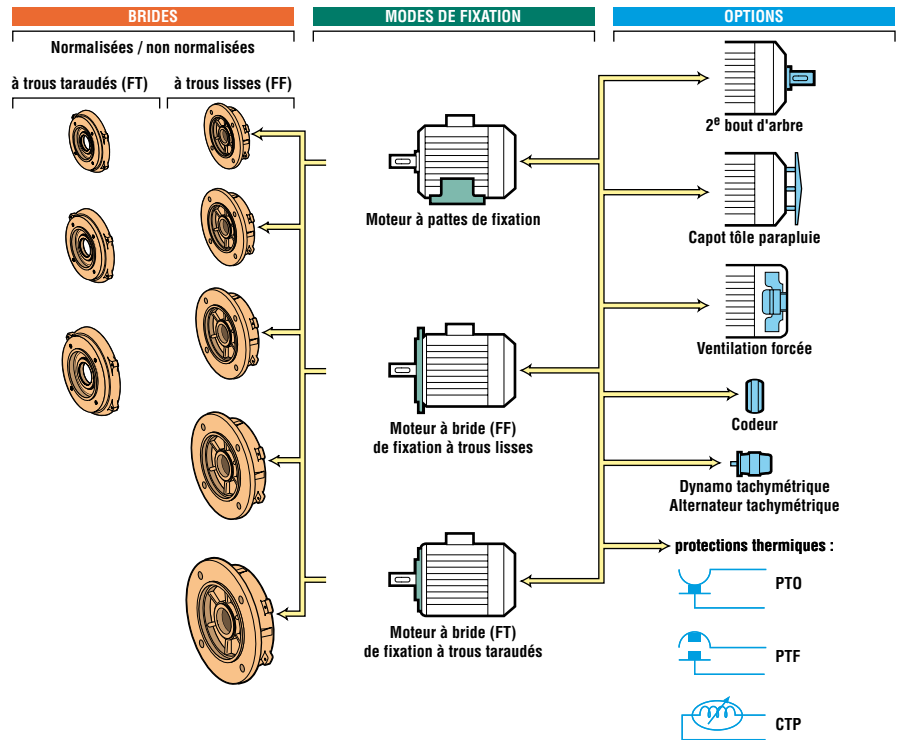 BRIDES
Normalisées / non normalisées
à trous taraudés (FT)
à trous lisses (FF)
MODES DE FIXATION
Moteur à pattes de fixation
Moteur à bride (FF)
de fixation à trous lisses
Moteur à bride (FT)
de fixation à trous taraudés
OPTIONS
2e bout d'arbre
Capot tôle parapluie
Ventilation forcée
Codeur
Dynamo tachymétrique
Alternateur tachymétrique
protections thermiques :
PTO
PTF
CTP